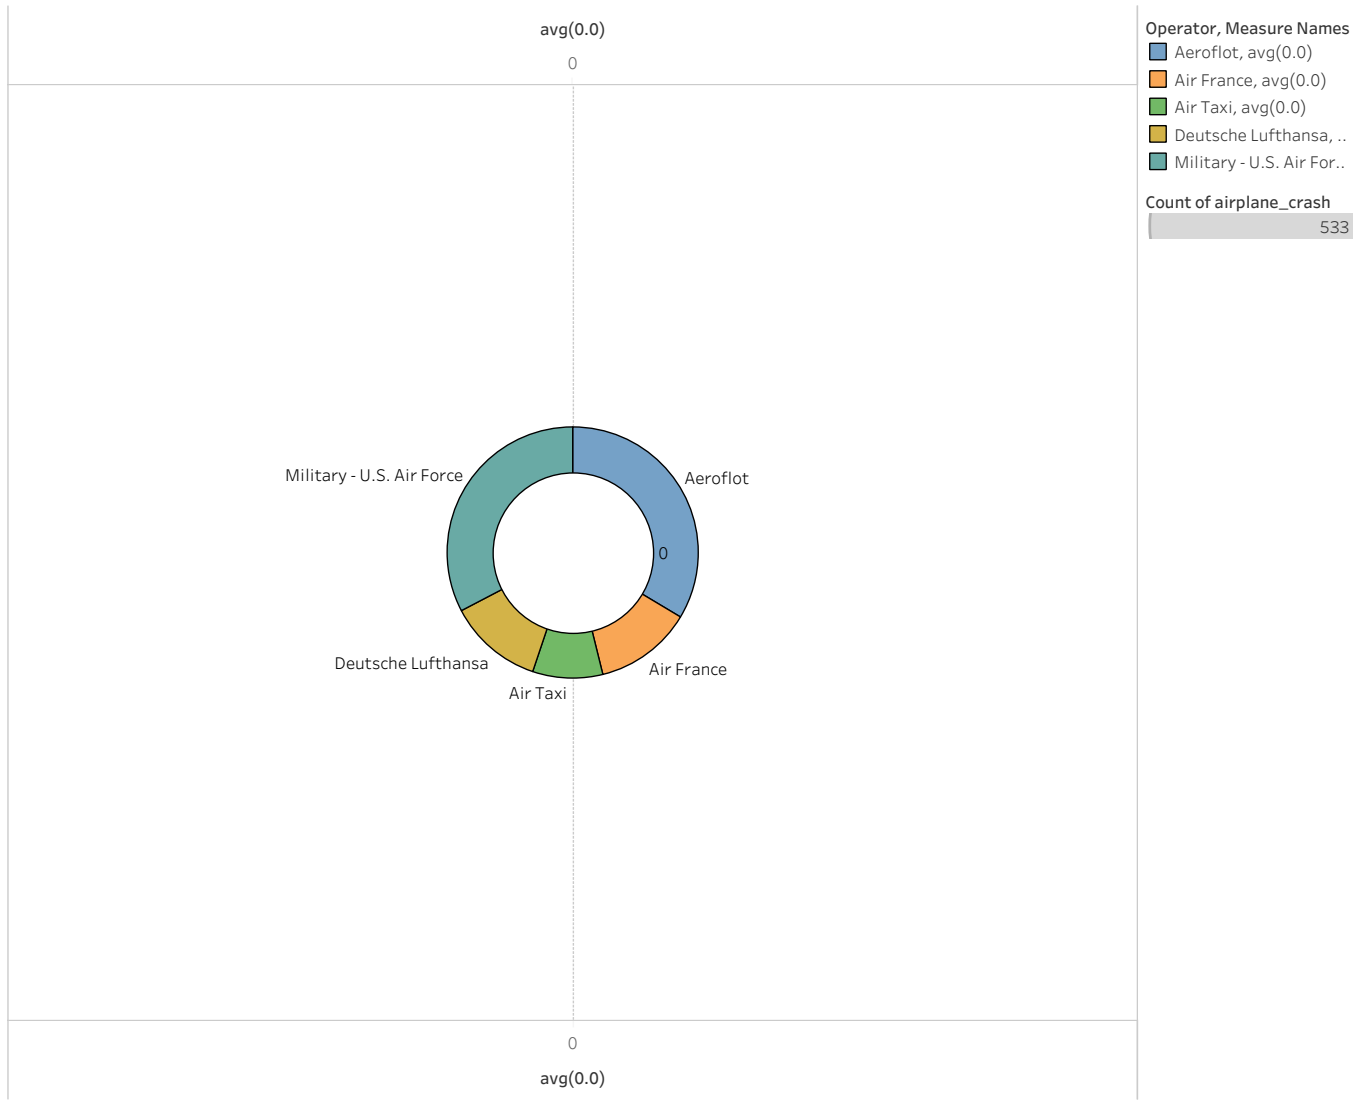 avg(0.0)
0
Operator, Measure Names
Aeroflot, avg(0.0)
Air France, avg(0.0)
Air Taxi, avg(0.0)
Deutsche Lufthansa, ..
Military - U.S. Air For..
Count of airplane_crash
533
Military - U.S. Air Force
Aeroflot
0
Deutsche Lufthansa
Air France
Air Taxi
0
avg(0.0)